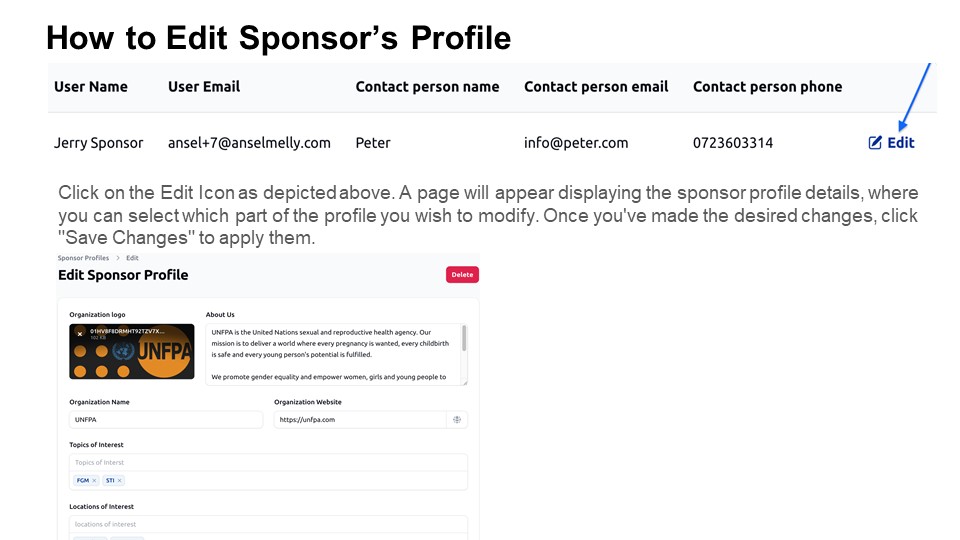 How to Edit Sponsor’s Profile
User Name User Email Contact person name Contact person email Contact person phone
Jerry Sponsor ansel+7@anselmelly.com Peter info@peter.com 0723603314 Edit
Click on the Edit Icon as depicted above. A page will appear displaying the sponsor profile details, where
you can select which part of the profile you wish to modify. Once you've made the desired changes, click
"Save Changes" to apply them.
Sponsor Profiles > Edit
Edit Sponsor Profile Delete
Organization logo About Us
01HV8F8DRMHT92TZV7X...
102 KB
UNFPA
UNFPA is the United Nations sexual and reproductive health agency. Our
mission is to deliver a world where every pregnancy is wanted, every childbirth
is safe and every young person's potential is fulfilled.
We promote gender equality and empower women, girls and young people to
Organization Name Organization Website
UNFPA https://unfpa.com
Topics of Interest
Topics of Interst
FGM × STI ×
Locations of Interest
locations of interest